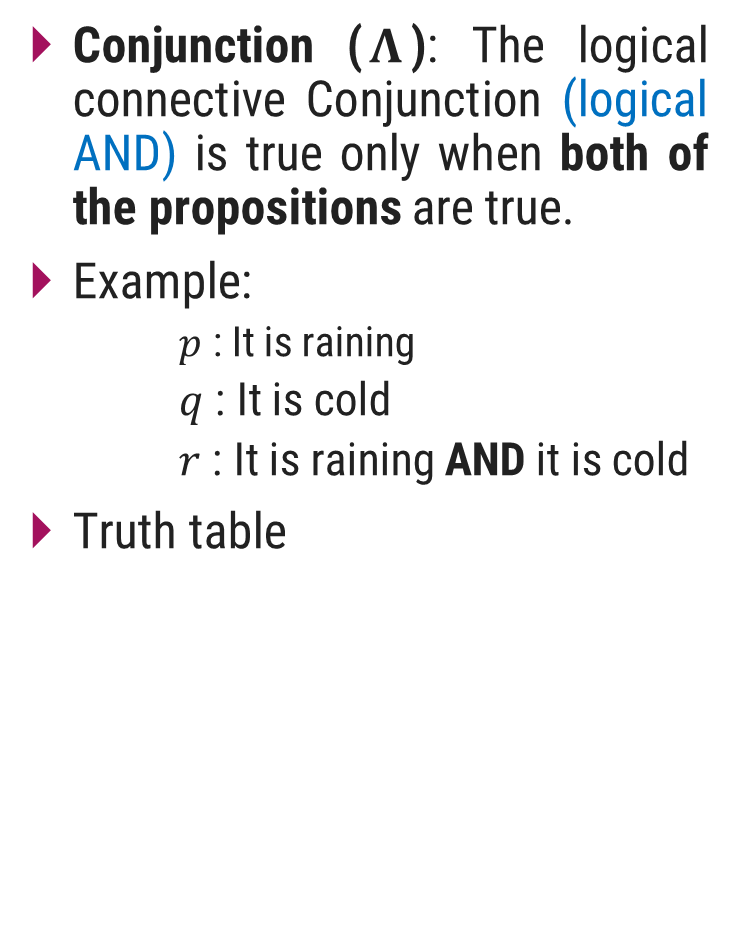 Conjunction (Λ): The logical
connective Conjunction (logical
AND) is true only when both of
the propositions are true.
Example:
p : It is raining
q : It is cold
r : It is raining AND it is cold
Truth table